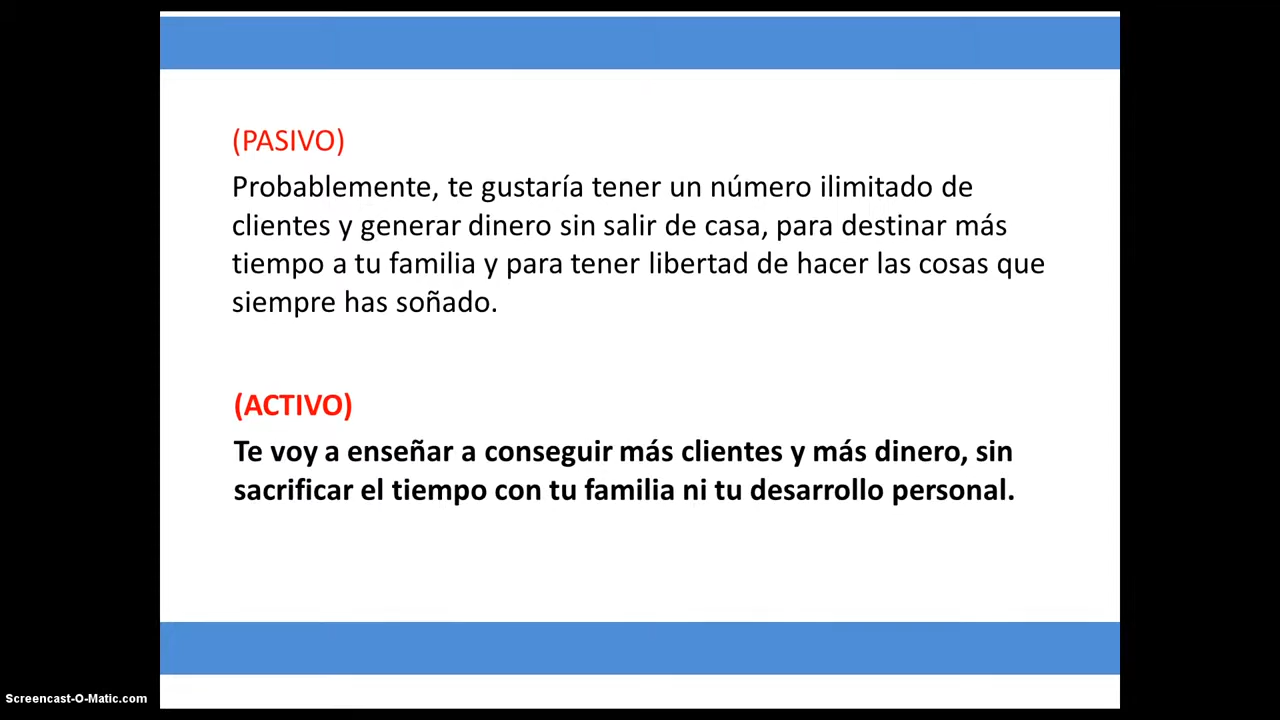 (PASIVO)
Probablemente, te gustaría tener un número ilimitado de
clientes y generar dinero sin salir de casa, para destinar más
tiempo a tu familia y para tener libertad de hacer las cosas que
siempre has soñado.
(ACTIVO)
Te voy a enseñar a conseguir más clientes y más dinero, sin
sacrificar el tiempo con tu familia ni tu desarrollo personal.
Screencast-O-Matic.com